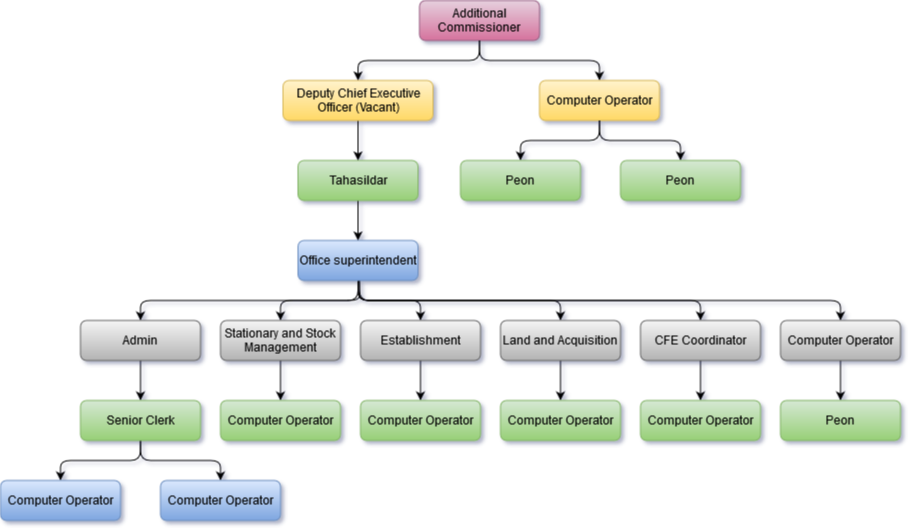 Additional
Commissioner
Deputy Chief Executive
Officer (Vacant)
Computer Operator
Tahasildar
Peon
Peon
Office superintendent
Admin
Stationary and Stock
Management
Establishment
Land and Acquisition
CFE Coordinator
Computer Operator
Senior Clerk
Computer Operator
Computer Operator
Computer Operator
Computer Operator
Peon
Computer Operator
Computer Operator